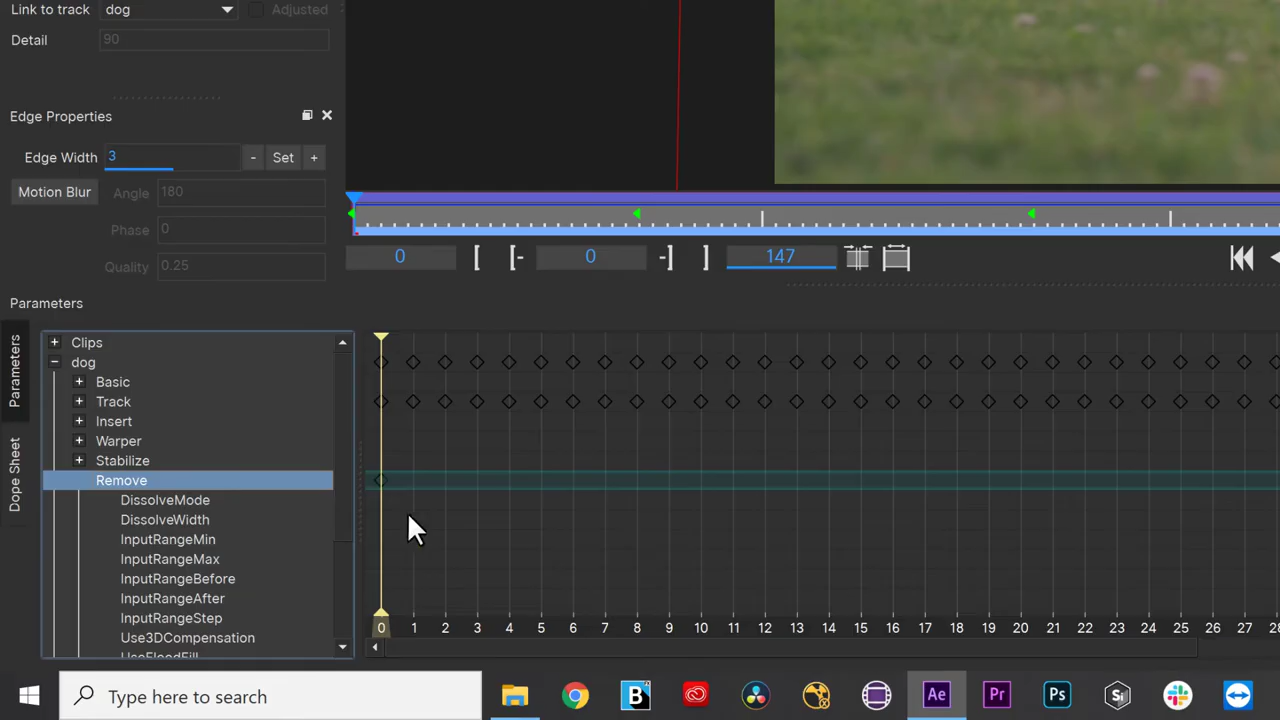 Link to track dog Adjusted
Detail 90
Edge Properties
Edge Width 3 - Set +
Motion Blur Angle 180
Phase 0
Quality 0.25
0 [ [- 0 -] ] 147
Parameters
Parameters
Dope Sheet
Clips
dog
Basic
Track
Insert
Warper
Stabilize
Remove
DissolveMode
DissolveWidth
InputRangeMin
InputRangeMax
InputRangeBefore
InputRangeAfter
InputRangeStep
Use3DCompensation
UseFloodFill
0 1 2 3 4 5 6 7 8 9 10 11 12 13 14 15 16 17 18 19 20 21 22 23 24 25 26 27 28
Type here to search
Ae Pr Ps Si